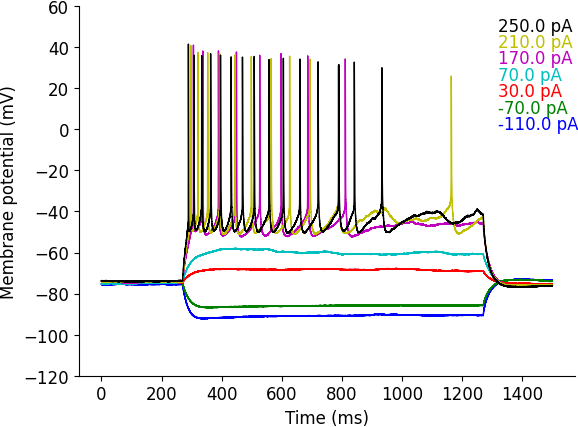 60
40
20
0
−20
−40
−60
−80
−100
−120
Membrane potential (mV)
250.0 pA
210.0 pA
170.0 pA
70.0 pA
30.0 pA
-70.0 pA
-110.0 pA
0 200 400 600 800 1000 1200 1400
Time (ms)